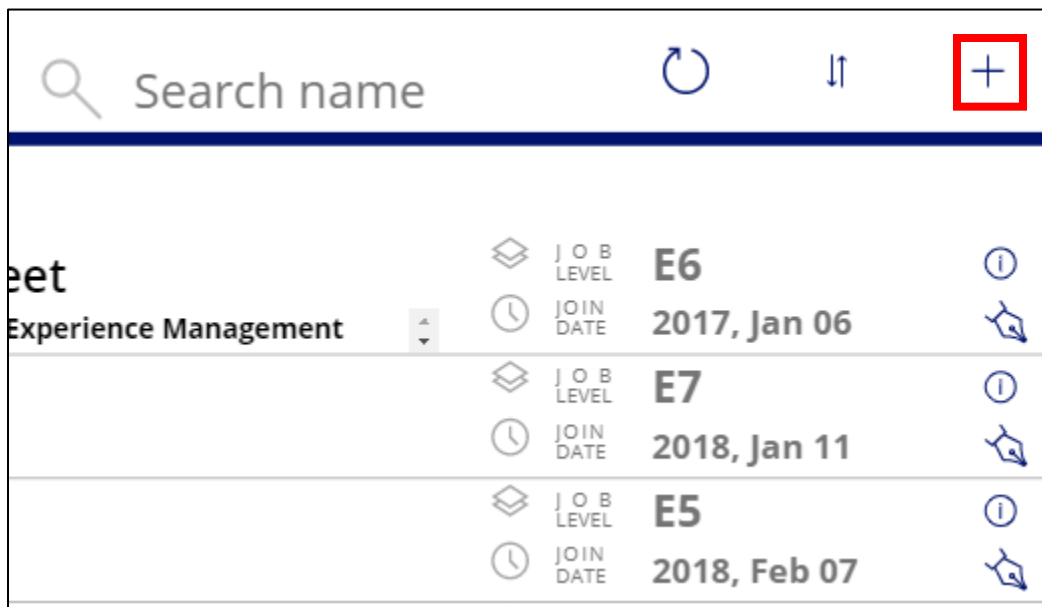 Search name
eet
Experience Management
JOB LEVEL E6
JOIN DATE 2017, Jan 06
JOB LEVEL E7
JOIN DATE 2018, Jan 11
JOB LEVEL E5
JOIN DATE 2018, Feb 07